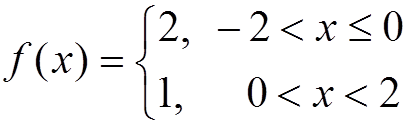 f(x) = { 2, −2 < x ≤ 0
1, 0 < x < 2